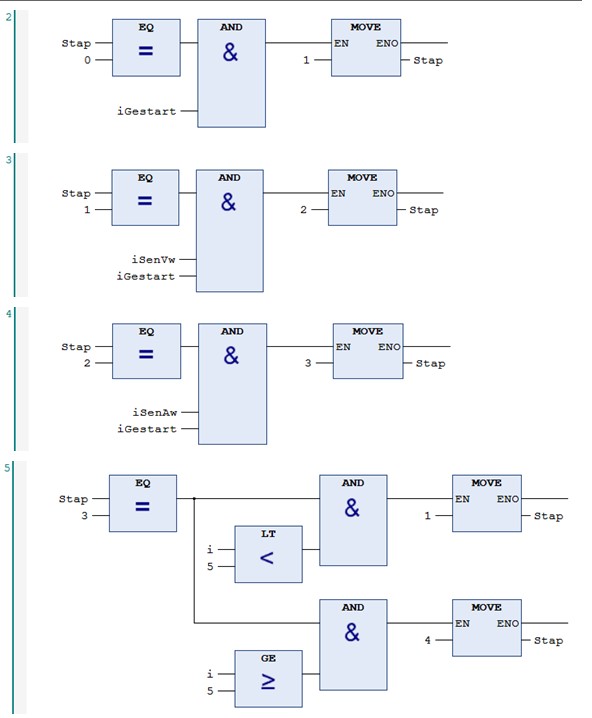 2
EQ AND MOVE
Stap = & EN ENO
0 1 Stap
iGestart
3
EQ AND MOVE
Stap = & EN ENO
1 2 Stap
iSenVw
iGestart
4
EQ AND MOVE
Stap = & EN ENO
2 3 Stap
iSenAw
iGestart
5
EQ AND MOVE
Stap = & EN ENO
3 1 Stap
LT
i <
5
AND MOVE
& EN ENO
4 Stap
GE
i ≥
5